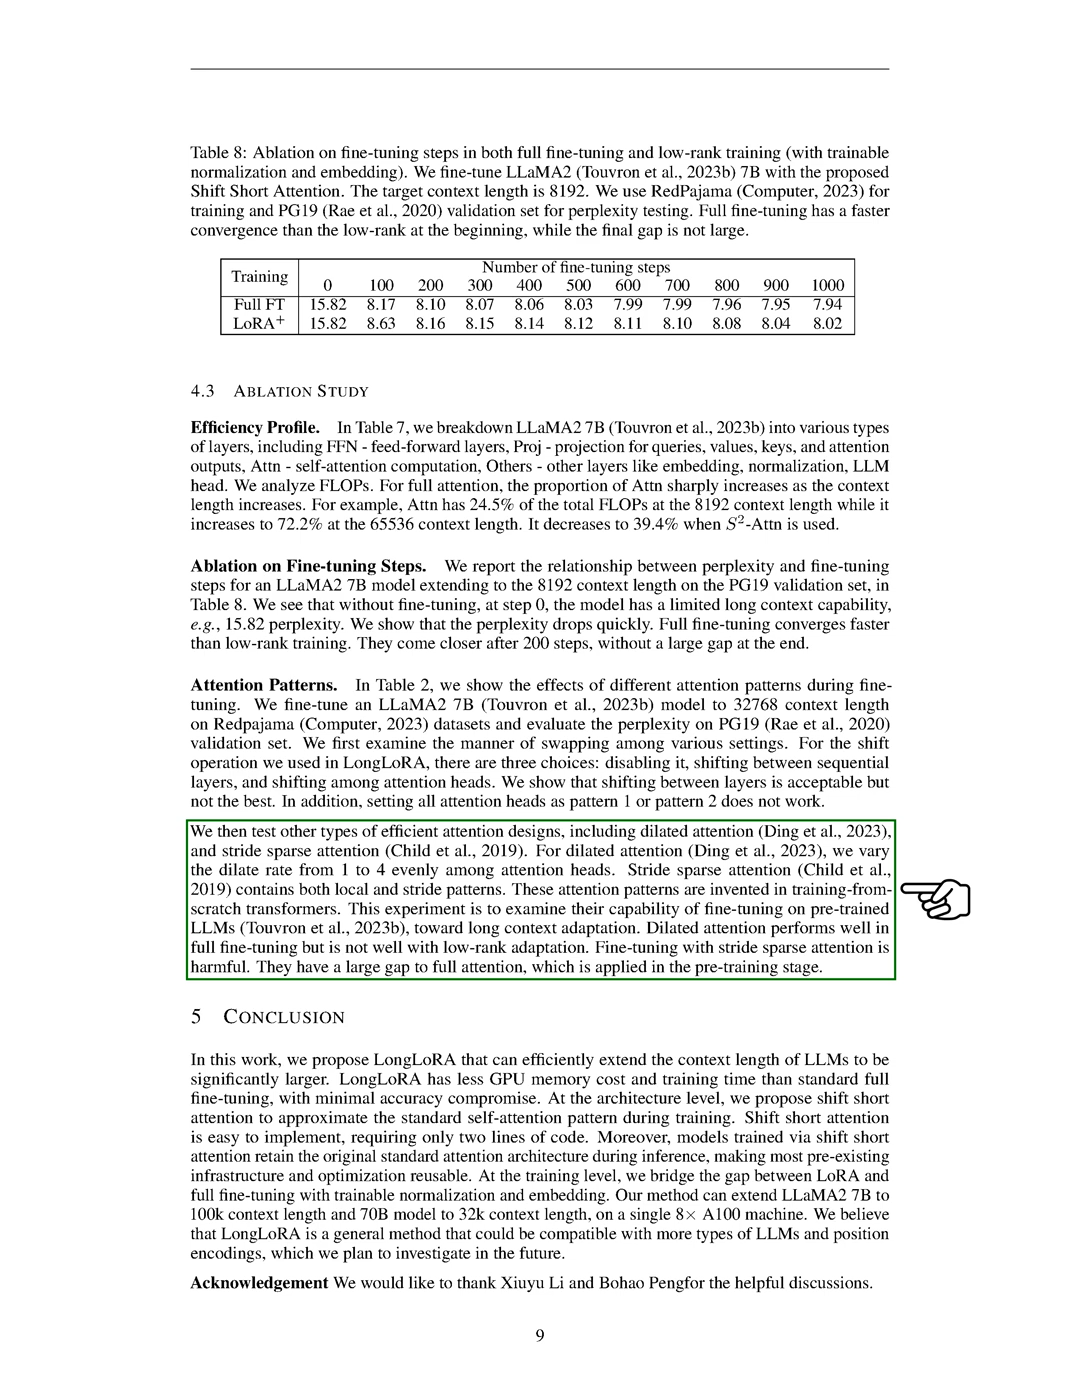 Table 8: Ablation on fine-tuning steps in both full fine-tuning and low-rank training (with trainable
normalization and embedding). We fine-tune LLaMA2 (Touvron et al., 2023b) 7B with the proposed
Shift Short Attention. The target context length is 8192. We use RedPajama (Computer, 2023) for
training and PG19 (Rae et al., 2020) validation set for perplexity testing. Full fine-tuning has a faster
convergence than the low-rank at the beginning, while the final gap is not large.
Training Number of fine-tuning steps
0 100 200 300 400 500 600 700 800 900 1000
Full FT 15.82 8.17 8.10 8.07 8.06 8.03 7.99 7.99 7.96 7.95 7.94
LoRA+ 15.82 8.63 8.16 8.15 8.14 8.12 8.11 8.10 8.08 8.04 8.02
4.3 ABLATION STUDY
Efficiency Profile. In Table 7, we breakdown LLaMA2 7B (Touvron et al., 2023b) into various types
of layers, including FFN - feed-forward layers, Proj - projection for queries, values, keys, and attention
outputs, Attn - self-attention computation, Others - other layers like embedding, normalization, LLM
head. We analyze FLOPs. For full attention, the proportion of Attn sharply increases as the context
length increases. For example, Attn has 24.5% of the total FLOPs at the 8192 context length while it
increases to 72.2% at the 65536 context length. It decreases to 39.4% when S²-Attn is used.
Ablation on Fine-tuning Steps. We report the relationship between perplexity and fine-tuning
steps for an LLaMA2 7B model extending to the 8192 context length on the PG19 validation set, in
Table 8. We see that without fine-tuning, at step 0, the model has a limited long context capability,
e.g., 15.82 perplexity. We show that the perplexity drops quickly. Full fine-tuning converges faster
than low-rank training. They come closer after 200 steps, without a large gap at the end.
Attention Patterns. In Table 2, we show the effects of different attention patterns during fine-
tuning. We fine-tune an LLaMA2 7B (Touvron et al., 2023b) model to 32768 context length
on Redpajama (Computer, 2023) datasets and evaluate the perplexity on PG19 (Rae et al., 2020)
validation set. We first examine the manner of swapping among various settings. For the shift
operation we used in LongLoRA, there are three choices: disabling it, shifting between sequential
layers, and shifting among attention heads. We show that shifting between layers is acceptable but
not the best. In addition, setting all attention heads as pattern 1 or pattern 2 does not work.
We then test other types of efficient attention designs, including dilated attention (Ding et al., 2023),
and stride sparse attention (Child et al., 2019). For dilated attention (Ding et al., 2023), we vary
the dilate rate from 1 to 4 evenly among attention heads. Stride sparse attention (Child et al.,
2019) contains both local and stride patterns. These attention patterns are invented in training-from-
scratch transformers. This experiment is to examine their capability of fine-tuning on pre-trained
LLMs (Touvron et al., 2023b), toward long context adaptation. Dilated attention performs well in
full fine-tuning but is not well with low-rank adaptation. Fine-tuning with stride sparse attention is
harmful. They have a large gap to full attention, which is applied in the pre-training stage.
5 CONCLUSION
In this work, we propose LongLoRA that can efficiently extend the context length of LLMs to be
significantly larger. LongLoRA has less GPU memory cost and training time than standard full
fine-tuning, with minimal accuracy compromise. At the architecture level, we propose shift short
attention to approximate the standard self-attention pattern during training. Shift short attention
is easy to implement, requiring only two lines of code. Moreover, models trained via shift short
attention retain the original standard attention architecture during inference, making most pre-existing
infrastructure and optimization reusable. At the training level, we bridge the gap between LoRA and
full fine-tuning with trainable normalization and embedding. Our method can extend LLaMA2 7B to
100k context length and 70B model to 32k context length, on a single 8× A100 machine. We believe
that LongLoRA is a general method that could be compatible with more types of LLMs and position
encodings, which we plan to investigate in the future.
Acknowledgement We would like to thank Xiuyu Li and Bohao Pengfor the helpful discussions.
9